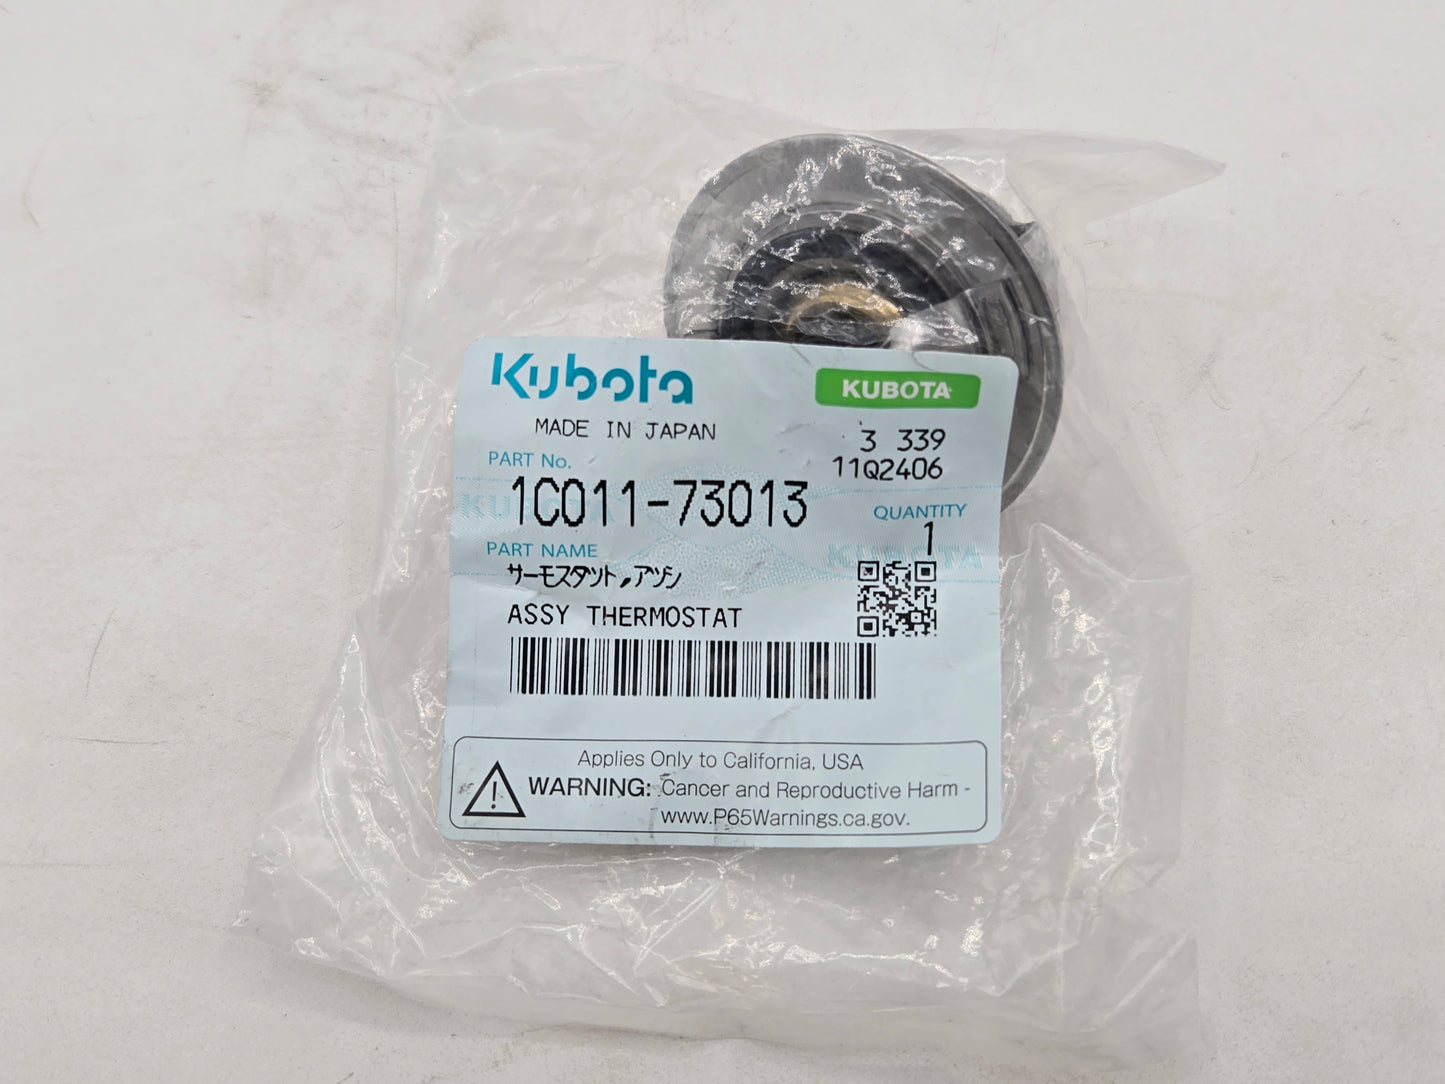 Kubota
KUBOTA
MADE IN JAPAN
3 339
11Q2406
PART No.
1C011-73013
QUANTITY
1
PART NAME
サーモスタツト,アツシ
ASSY THERMOSTAT
Applies Only to California, USA
WARNING: Cancer and Reproductive Harm -
www.P65Warnings.ca.gov.